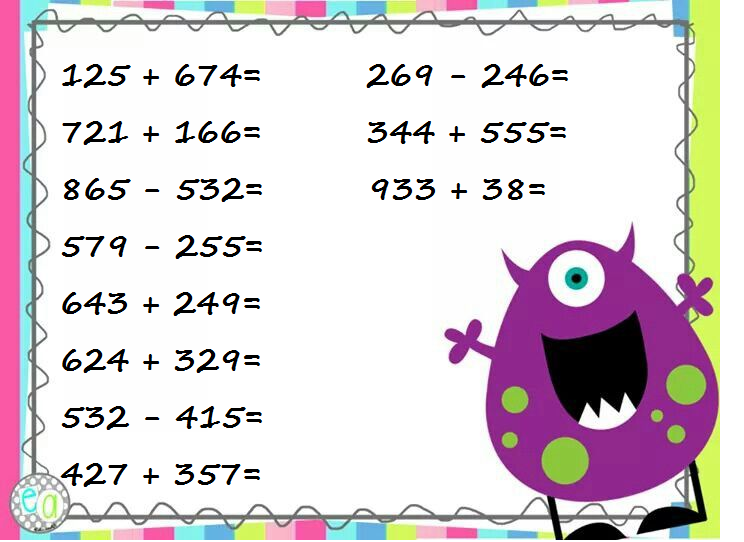 125 + 674=
721 + 166=
865 - 532=
579 - 255=
643 + 249=
624 + 329=
532 - 415=
427 + 357=
269 - 246=
344 + 555=
933 + 38=
ea